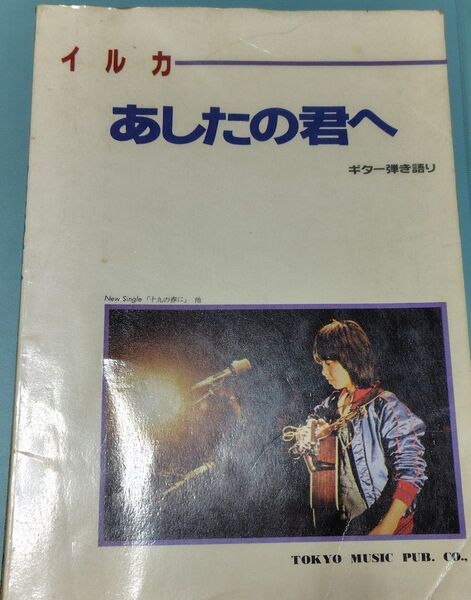 イルカ
あしたの君へ
ギター弾き語り
New Single「十九の春に」 他
TOKYO MUSIC PUB. CO.,